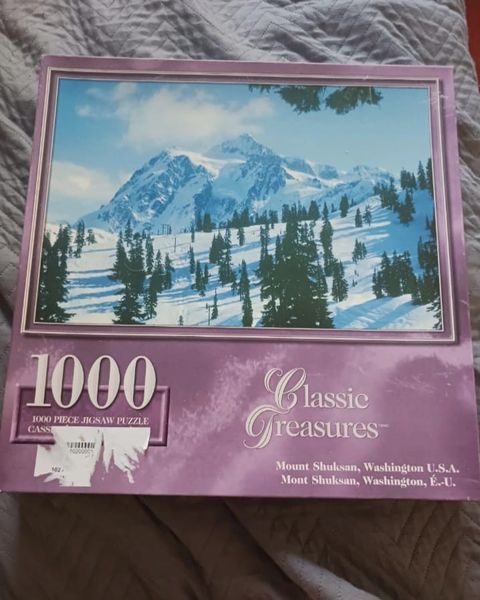 1000
1000 PIECE JIGSAW PUZZLE
Classic
Treasures
Mount Shuksan, Washington U.S.A.
Mont Shuksan, Washington, É.-U.